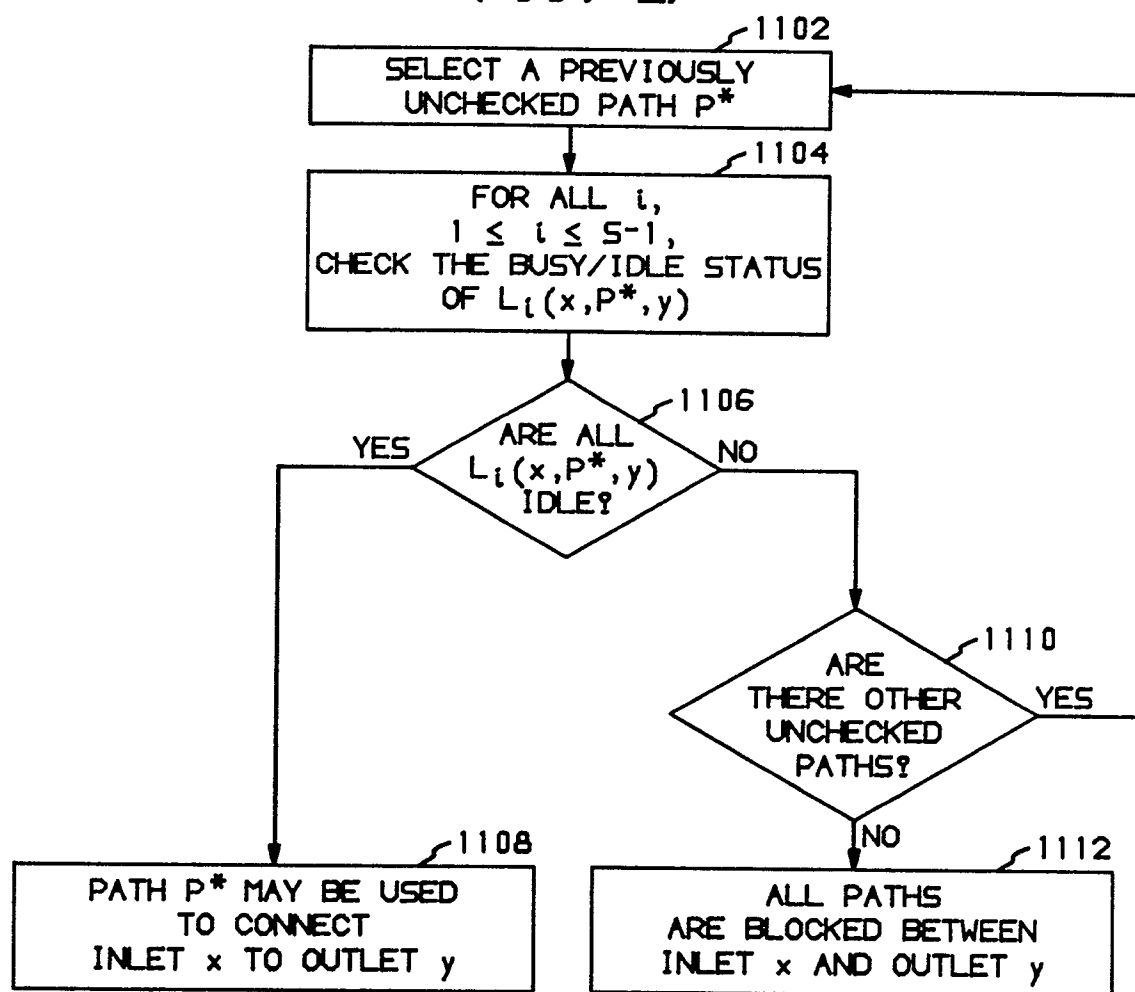 1102
SELECT A PREVIOUSLY
UNCHECKED PATH P*
1104
FOR ALL i,
1 ≤ i ≤ S-1,
CHECK THE BUSY/IDLE STATUS
OF Li(x,P*,y)
1106
YES
ARE ALL
Li(x,P*,y)
IDLE?
NO
1110
ARE
THERE OTHER
UNCHECKED
PATHS?
YES
NO
1108
PATH P* MAY BE USED
TO CONNECT
INLET x TO OUTLET y
1112
ALL PATHS
ARE BLOCKED BETWEEN
INLET x AND OUTLET y